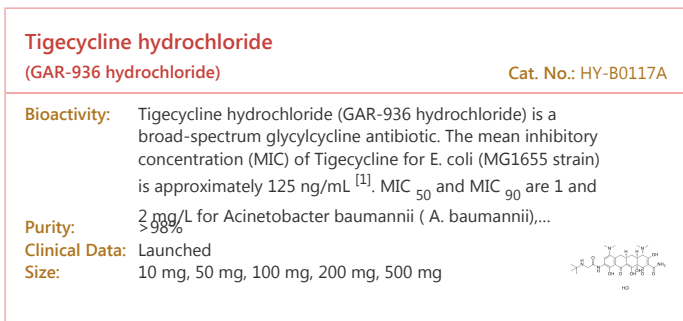 Tigecycline hydrochloride
(GAR-936 hydrochloride)
Cat. No.: HY-B0117A
Bioactivity: Tigecycline hydrochloride (GAR-936 hydrochloride) is a
broad-spectrum glycylcycline antibiotic. The mean inhibitory
concentration (MIC) of Tigecycline for E. coli (MG1655 strain)
is approximately 125 ng/mL [1]. MIC 50 and MIC 90 are 1 and
2 mg/L for Acinetobacter baumannii ( A. baumannii),...
Purity: >98%
Clinical Data: Launched
Size: 10 mg, 50 mg, 100 mg, 200 mg, 500 mg
HCl